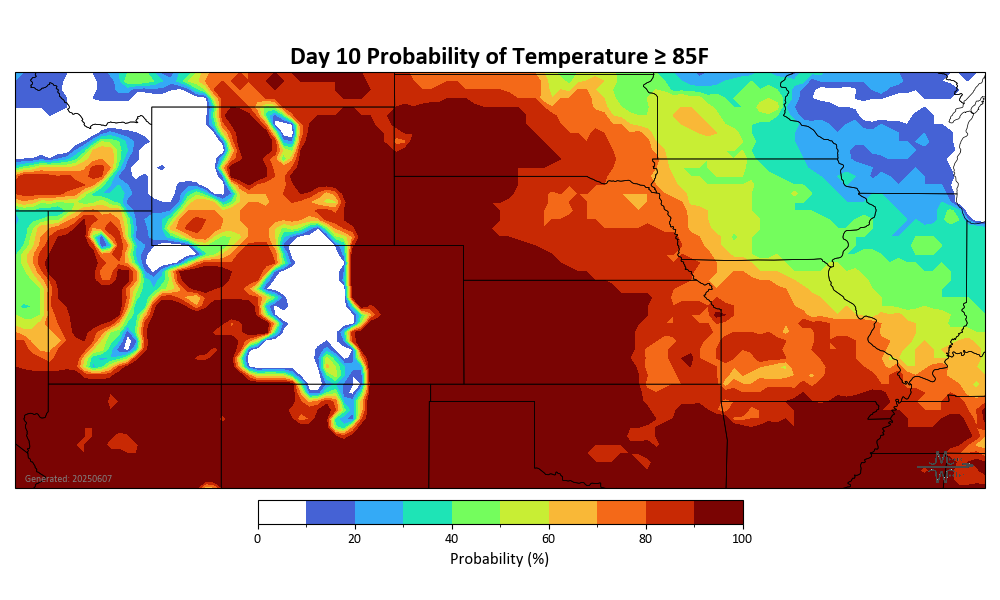 Day 10 Probability of Temperature ≥ 85F
Generated: 20250607
0 20 40 60 80 100
Probability (%)